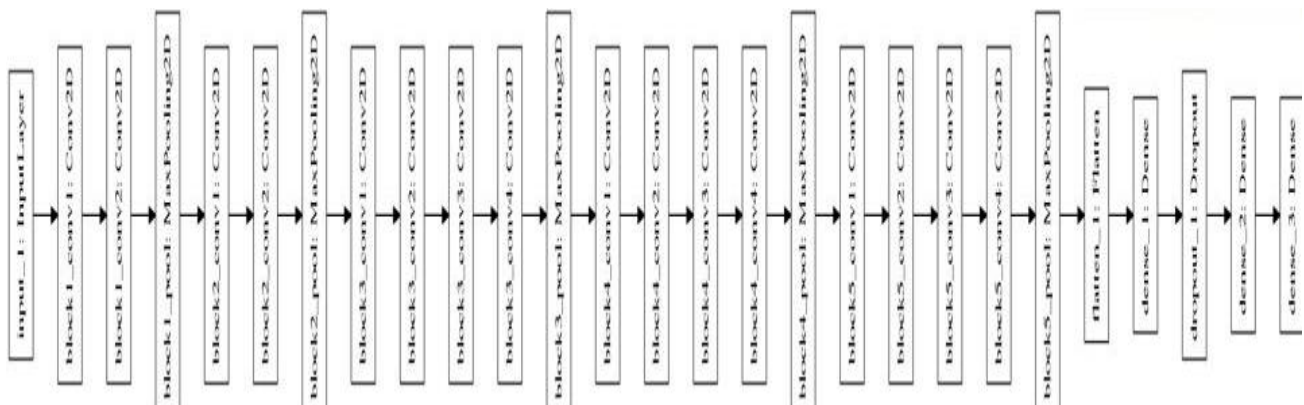 input_1: InputLayer
block1_conv1: Conv2D
block1_conv2: Conv2D
block1_pool: MaxPooling2D
block2_conv1: Conv2D
block2_conv2: Conv2D
block2_pool: MaxPooling2D
block3_conv1: Conv2D
block3_conv2: Conv2D
block3_conv3: Conv2D
block3_conv4: Conv2D
block3_pool: MaxPooling2D
block4_conv1: Conv2D
block4_conv2: Conv2D
block4_conv3: Conv2D
block4_conv4: Conv2D
block4_pool: MaxPooling2D
block5_conv1: Conv2D
block5_conv2: Conv2D
block5_conv3: Conv2D
block5_conv4: Conv2D
block5_pool: MaxPooling2D
flatten_1: Flatten
dense_1: Dense
dropout_1: Dropout
dense_2: Dense
dense_3: Dense